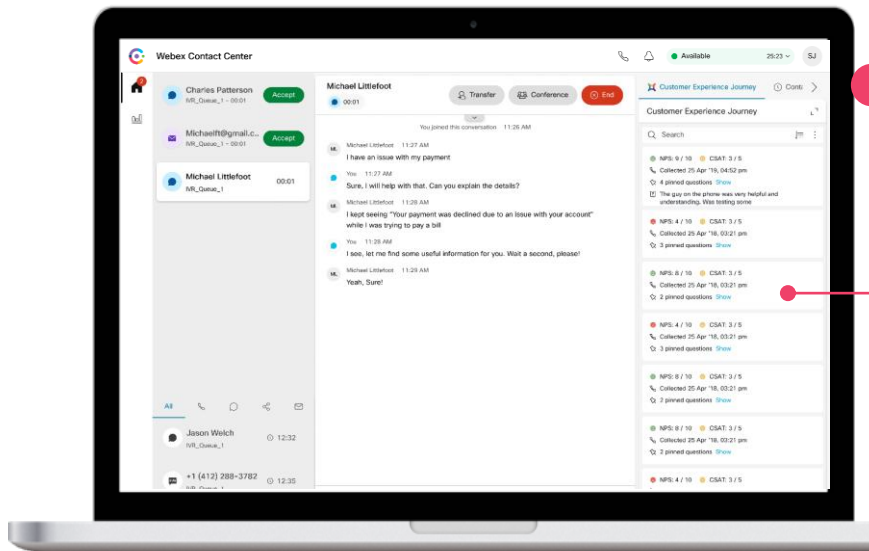 Webex Contact Center
Available
25:23
SJ
2
Charles Patterson
IVR_Queue_1 - 00:01
Accept
Michaelft@gmail.c...
IVR_Queue_1 - 00:01
Accept
Michael Littlefoot
IVR_Queue_1
00:01
All
Jason Welch
IVR_Queue_1
12:32
+1 (412) 288-3782
12:35
Michael Littlefoot
00:01
Transfer
Conference
End
You joined this conversation 11:26 AM
ML
Michael Littlefoot 11:27 AM
I have an issue with my payment
You 11:27 AM
Sure, I will help with that. Can you explain the details?
ML
Michael Littlefoot 11:28 AM
I kept seeing "Your payment was declined due to an issue with your account"
while I was trying to pay a bill
You 11:28 AM
I see, let me find some useful information for you. Wait a second, please!
ML
Michael Littlefoot 11:29 AM
Yeah, Sure!
Customer Experience Journey
Customer Experience Journey
Search
NPS: 9 / 10 CSAT: 3 / 5
Collected 25 Apr '19, 04:52 pm
4 pinned questions Show
The guy on the phone was very helpful and
understanding. Was testing some
NPS: 4 / 10 CSAT: 3 / 5
Collected 25 Apr '18, 03:21 pm
3 pinned questions Show
NPS: 8 / 10 CSAT: 3 / 5
Collected 25 Apr '18, 03:21 pm
2 pinned questions Show
NPS: 4 / 10 CSAT: 3 / 5
Collected 25 Apr '18, 03:21 pm
3 pinned questions Show
NPS: 8 / 10 CSAT: 3 / 5
Collected 25 Apr '18, 03:21 pm
2 pinned questions Show
NPS: 8 / 10 CSAT: 3 / 5
Collected 25 Apr '18, 03:21 pm
2 pinned questions Show
NPS: 4 / 10 CSAT: 3 / 5